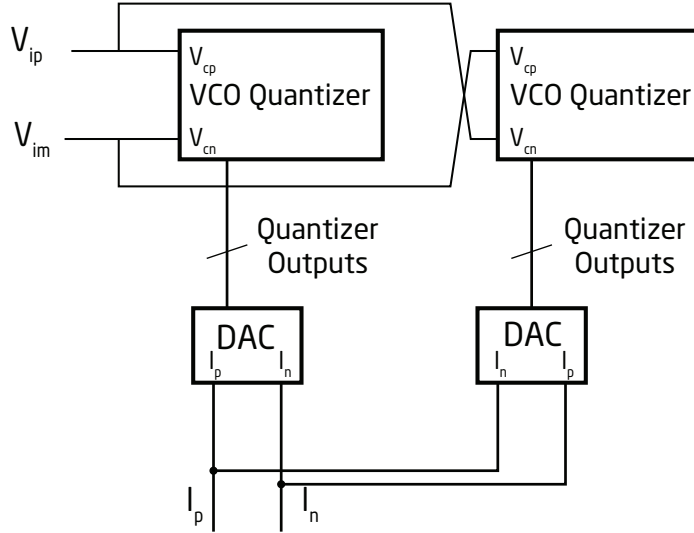 V_ip
V_cp
VCO Quantizer
V_cn
V_im
V_cp
VCO Quantizer
V_cn
Quantizer
Outputs
Quantizer
Outputs
DAC
I_p I_n
DAC
I_n I_p
I_p I_n